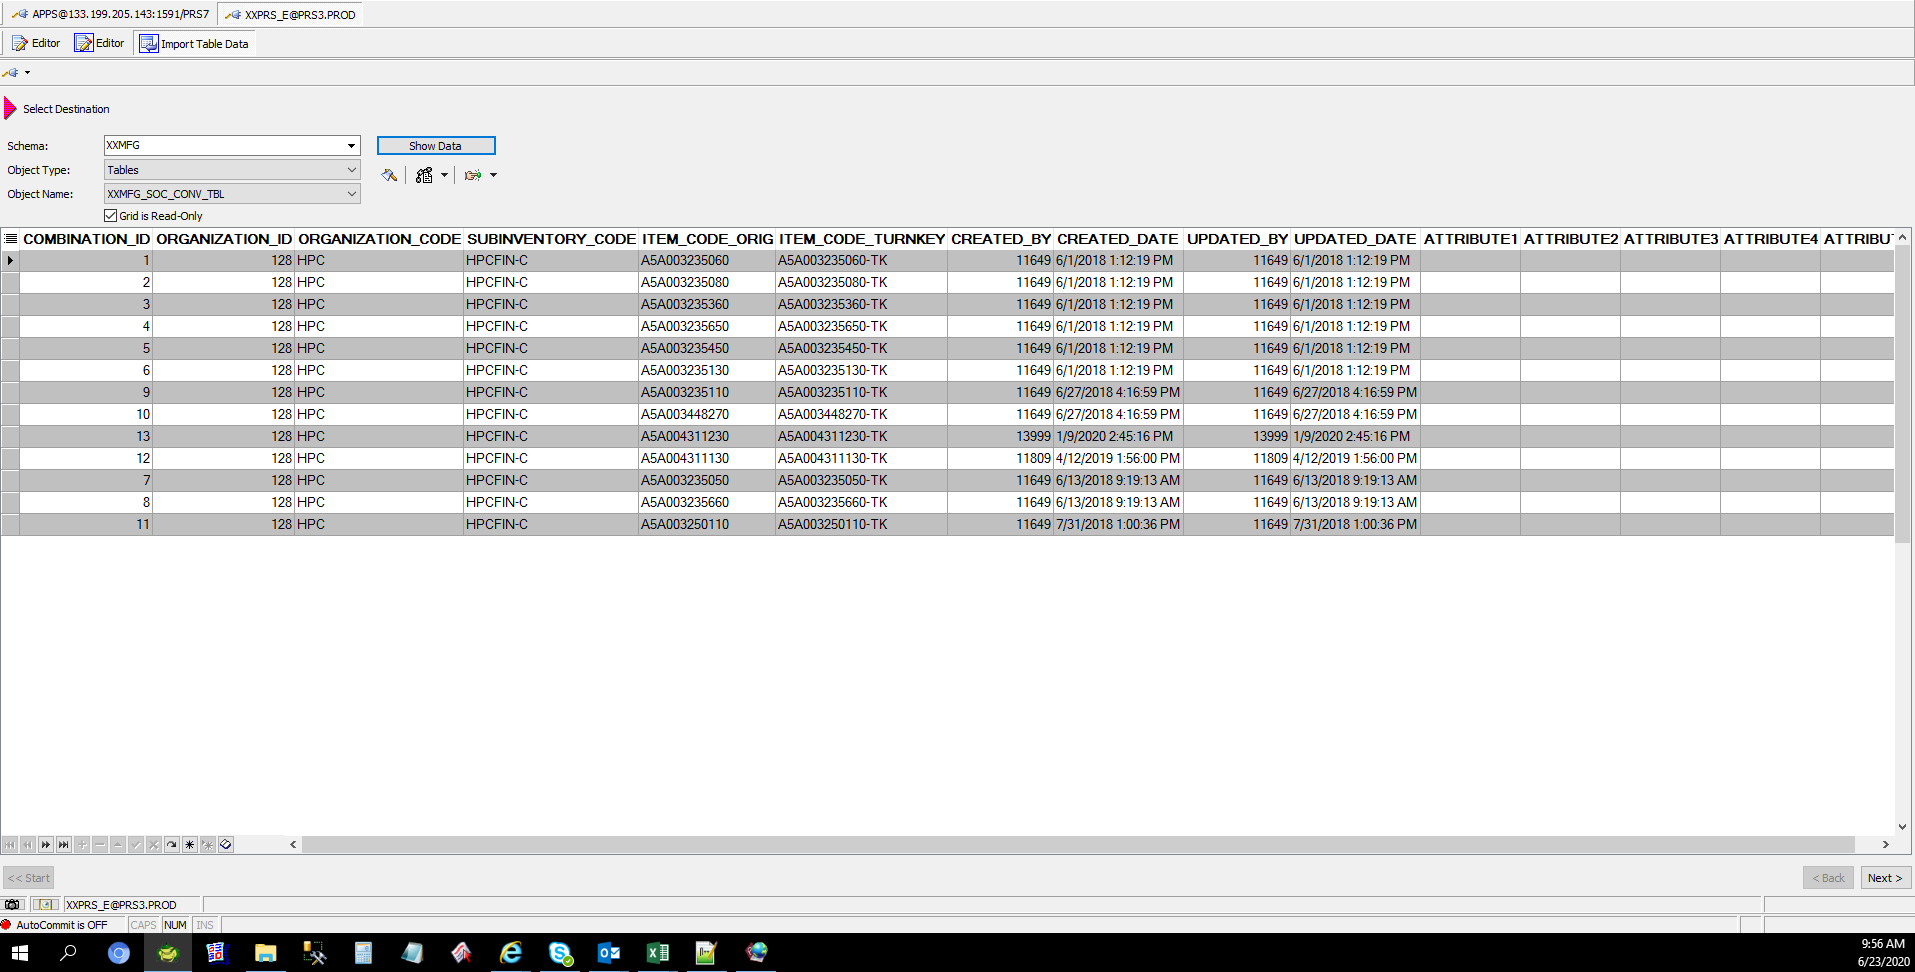 APPS@133.199.205.143:1591/PRS7 XXPRS_E@PRS3.PROD
Editor Editor Import Table Data
Select Destination
Schema: XXMFG Show Data
Object Type: Tables
Object Name: XXMFG_SOC_CONV_TBL
Grid is Read-Only
COMBINATION_ID ORGANIZATION_ID ORGANIZATION_CODE SUBINVENTORY_CODE ITEM_CODE_ORIG ITEM_CODE_TURNKEY CREATED_BY CREATED_DATE UPDATED_BY UPDATED_DATE ATTRIBUTE1 ATTRIBUTE2 ATTRIBUTE3 ATTRIBUTE4 ATTRIBUT
1 128 HPC HPCFIN-C A5A003235060 A5A003235060-TK 11649 6/1/2018 1:12:19 PM 11649 6/1/2018 1:12:19 PM
2 128 HPC HPCFIN-C A5A003235080 A5A003235080-TK 11649 6/1/2018 1:12:19 PM 11649 6/1/2018 1:12:19 PM
3 128 HPC HPCFIN-C A5A003235360 A5A003235360-TK 11649 6/1/2018 1:12:19 PM 11649 6/1/2018 1:12:19 PM
4 128 HPC HPCFIN-C A5A003235650 A5A003235650-TK 11649 6/1/2018 1:12:19 PM 11649 6/1/2018 1:12:19 PM
5 128 HPC HPCFIN-C A5A003235450 A5A003235450-TK 11649 6/1/2018 1:12:19 PM 11649 6/1/2018 1:12:19 PM
6 128 HPC HPCFIN-C A5A003235130 A5A003235130-TK 11649 6/1/2018 1:12:19 PM 11649 6/1/2018 1:12:19 PM
9 128 HPC HPCFIN-C A5A003235110 A5A003235110-TK 11649 6/27/2018 4:16:59 PM 11649 6/27/2018 4:16:59 PM
10 128 HPC HPCFIN-C A5A003448270 A5A003448270-TK 11649 6/27/2018 4:16:59 PM 11649 6/27/2018 4:16:59 PM
13 128 HPC HPCFIN-C A5A004311230 A5A004311230-TK 13999 1/9/2020 2:45:16 PM 13999 1/9/2020 2:45:16 PM
12 128 HPC HPCFIN-C A5A004311130 A5A004311130-TK 11809 4/12/2019 1:56:00 PM 11809 4/12/2019 1:56:00 PM
7 128 HPC HPCFIN-C A5A003235050 A5A003235050-TK 11649 6/13/2018 9:19:13 AM 11649 6/13/2018 9:19:13 AM
8 128 HPC HPCFIN-C A5A003235660 A5A003235660-TK 11649 6/13/2018 9:19:13 AM 11649 6/13/2018 9:19:13 AM
11 128 HPC HPCFIN-C A5A003250110 A5A003250110-TK 11649 7/31/2018 1:00:36 PM 11649 7/31/2018 1:00:36 PM
<< Start < Back Next >
XXPRS_E@PRS3.PROD
AutoCommit is OFF CAPS NUM INS
9:56 AM
6/23/2020